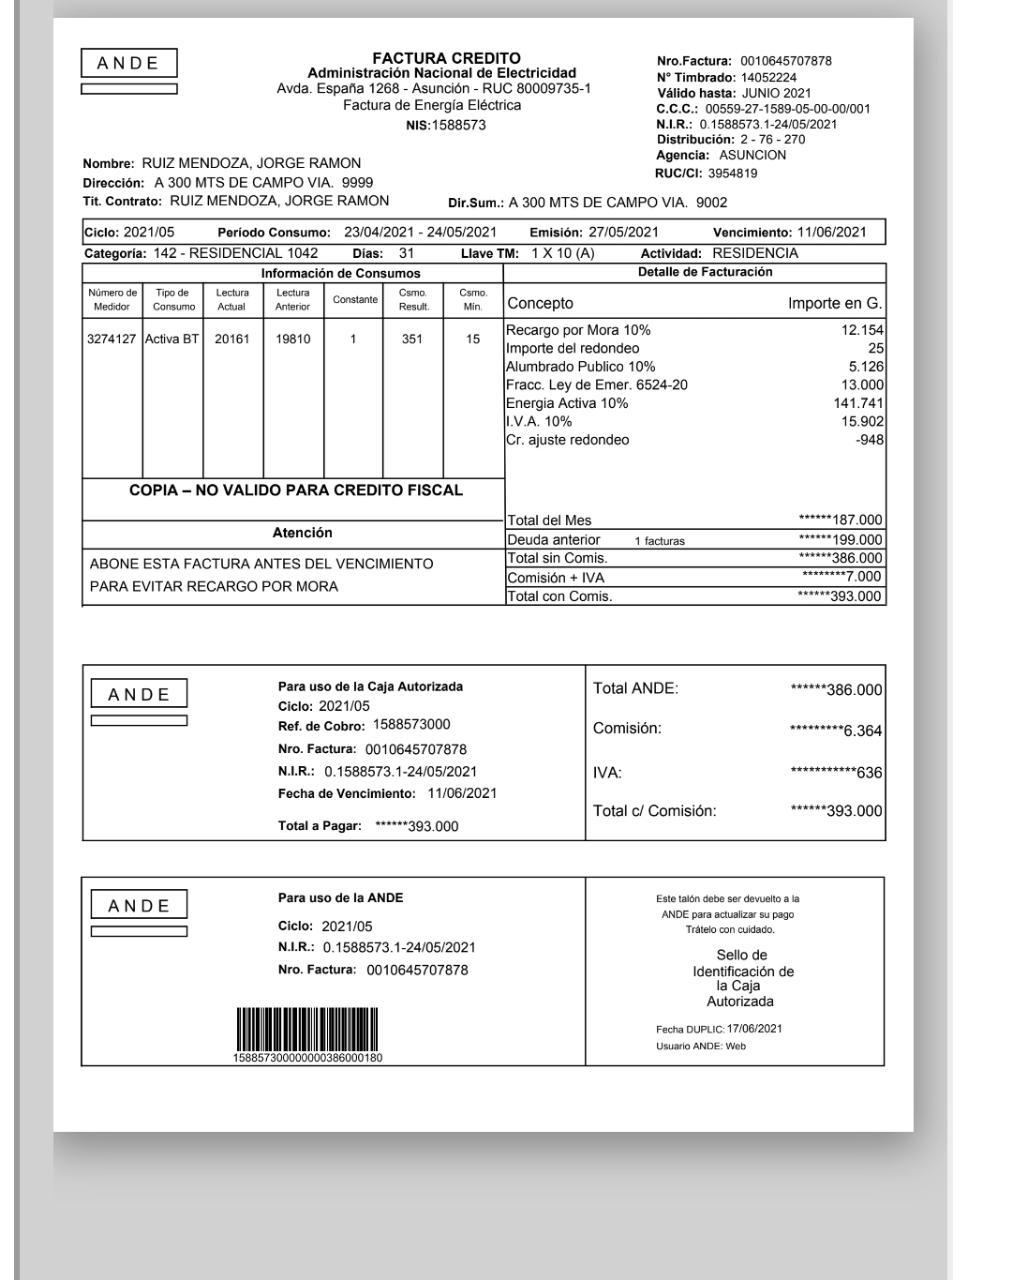 ANDE
FACTURA CREDITO
Administración Nacional de Electricidad
Avda. España 1268 - Asunción - RUC 80009735-1
Factura de Energía Eléctrica
NIS:1588573
Nro.Factura: 0010645707878
N° Timbrado: 14052224
Válido hasta: JUNIO 2021
C.C.C.: 00559-27-1589-05-00-00/001
N.I.R.: 0.1588573.1-24/05/2021
Distribución: 2 - 76 - 270
Agencia: ASUNCION
RUC/CI: 3954819
Nombre: RUIZ MENDOZA, JORGE RAMON
Dirección: A 300 MTS DE CAMPO VIA. 9999
Tit. Contrato: RUIZ MENDOZA, JORGE RAMON Dir.Sum.: A 300 MTS DE CAMPO VIA. 9002
Ciclo: 2021/05 Período Consumo: 23/04/2021 - 24/05/2021 Emisión: 27/05/2021 Vencimiento: 11/06/2021
Categoría: 142 - RESIDENCIAL 1042 Días: 31 Llave TM: 1 X 10 (A) Actividad: RESIDENCIA
Información de Consumos
Número de Medidor Tipo de Consumo Lectura Actual Lectura Anterior Constante Csmo. Result. Csmo. Min.
3274127 Activa BT 20161 19810 1 351 15
COPIA – NO VALIDO PARA CREDITO FISCAL
Atención
ABONE ESTA FACTURA ANTES DEL VENCIMIENTO
PARA EVITAR RECARGO POR MORA
Detalle de Facturación
Concepto Importe en G.
Recargo por Mora 10% 12.154
Importe del redondeo 25
Alumbrado Publico 10% 5.126
Fracc. Ley de Emer. 6524-20 13.000
Energia Activa 10% 141.741
I.V.A. 10% 15.902
Cr. ajuste redondeo -948
Total del Mes ******187.000
Deuda anterior 1 facturas ******199.000
Total sin Comis. ******386.000
Comisión + IVA ********7.000
Total con Comis. ******393.000
ANDE
Para uso de la Caja Autorizada
Ciclo: 2021/05
Ref. de Cobro: 1588573000
Nro. Factura: 0010645707878
N.I.R.: 0.1588573.1-24/05/2021
Fecha de Vencimiento: 11/06/2021
Total a Pagar: ******393.000
Total ANDE: ******386.000
Comisión: *********6.364
IVA: ***********636
Total c/ Comisión: ******393.000
ANDE
Para uso de la ANDE
Ciclo: 2021/05
N.I.R.: 0.1588573.1-24/05/2021
Nro. Factura: 0010645707878
158857300000000386000180
Este talón debe ser devuelto a la
ANDE para actualizar su pago
Trátelo con cuidado.
Sello de
Identificación de
la Caja
Autorizada
Fecha DUPLIC: 17/06/2021
Usuario ANDE: Web